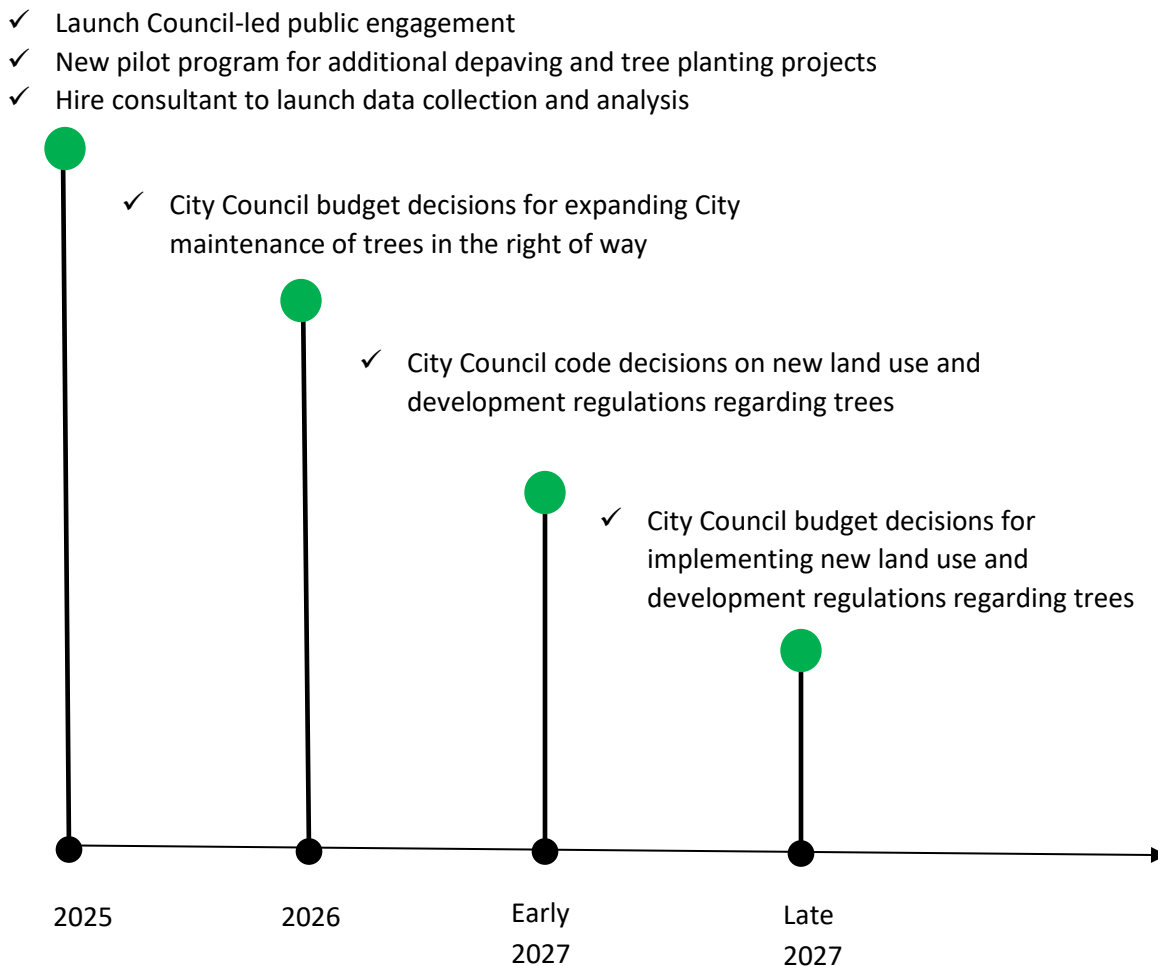 ✓ Launch Council-led public engagement
✓ New pilot program for additional depaving and tree planting projects
✓ Hire consultant to launch data collection and analysis
✓ City Council budget decisions for expanding City
maintenance of trees in the right of way
✓ City Council code decisions on new land use and
development regulations regarding trees
✓ City Council budget decisions for
implementing new land use and
development regulations regarding trees
2025
2026
Early
2027
Late
2027